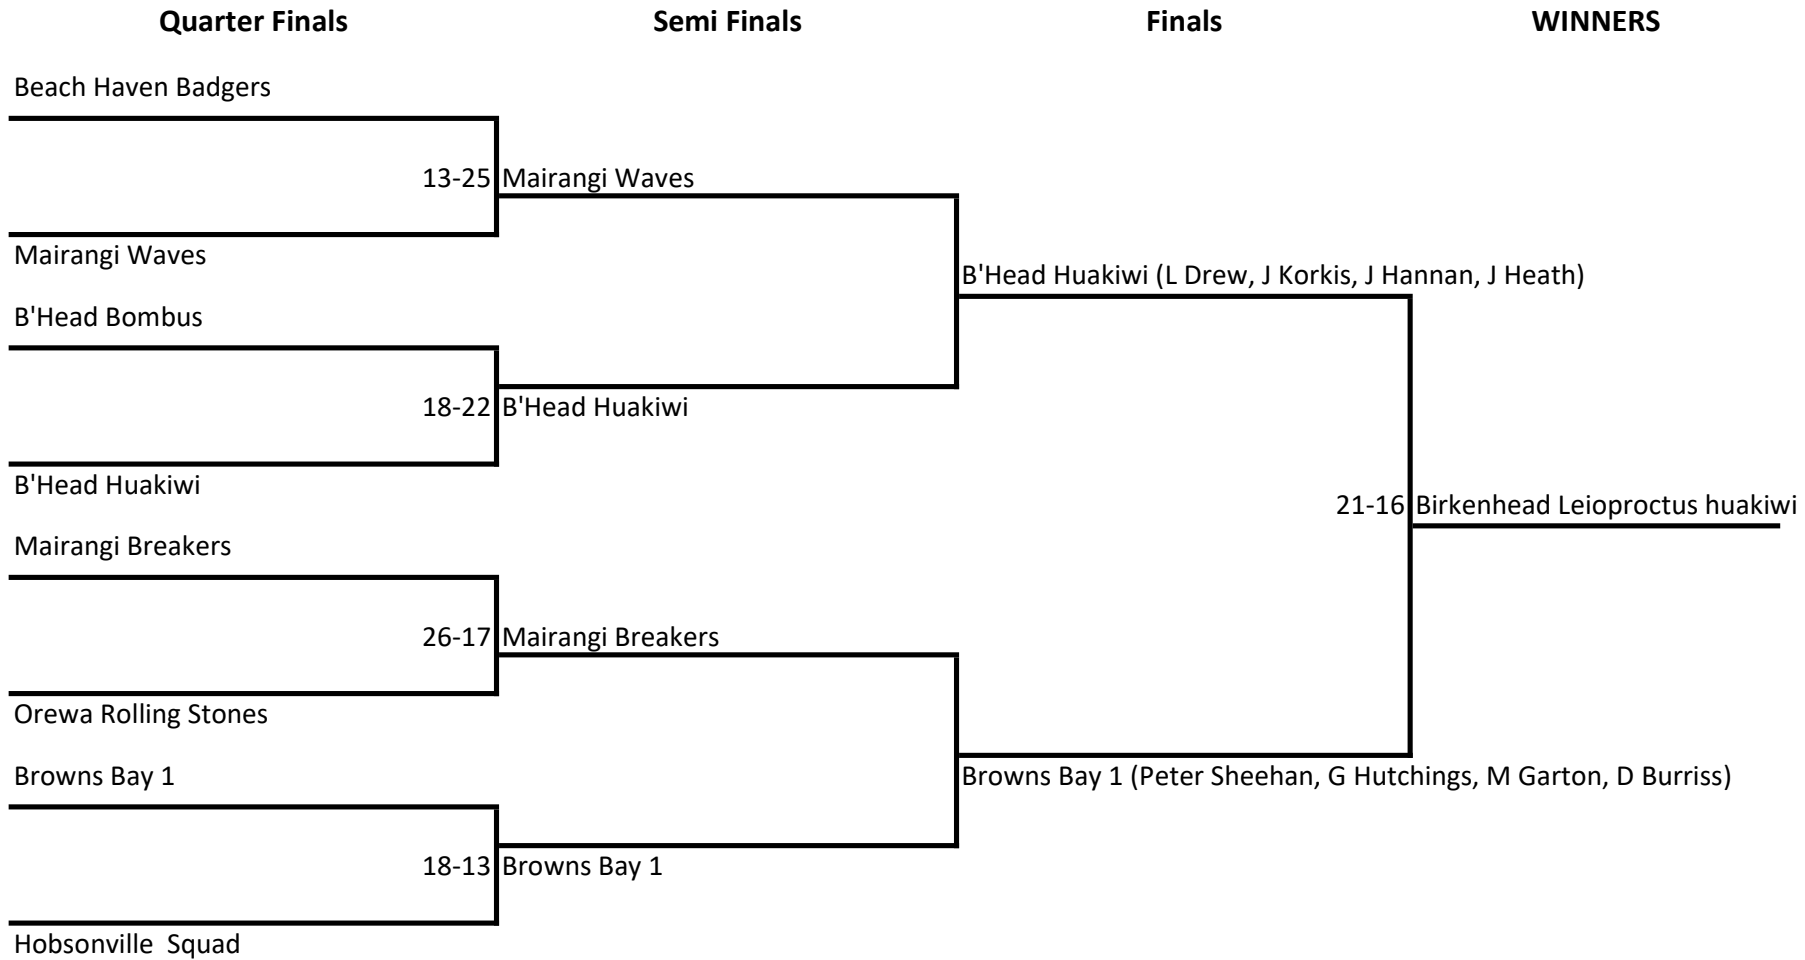 Quarter Finals Semi Finals Finals WINNERS
Beach Haven Badgers
13-25 Mairangi Waves
Mairangi Waves
B'Head Huakiwi (L Drew, J Korkis, J Hannan, J Heath)
B'Head Bombus
18-22 B'Head Huakiwi
B'Head Huakiwi
21-16 Birkenhead Leioproctus huakiwi
Mairangi Breakers
26-17 Mairangi Breakers
Orewa Rolling Stones
Browns Bay 1
Browns Bay 1 (Peter Sheehan, G Hutchings, M Garton, D Burriss)
18-13 Browns Bay 1
Hobsonville  Squad